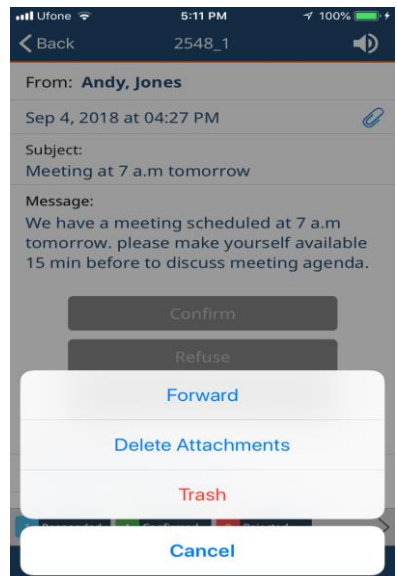 Ufone 5:11 PM 100%
Back 2548_1
From: Andy, Jones
Sep 4, 2018 at 04:27 PM
Subject:
Meeting at 7 a.m tomorrow
Message:
We have a meeting scheduled at 7 a.m
tomorrow. please make yourself available
15 min before to discuss meeting agenda.
Confirm
Refuse
Forward
Delete Attachments
Trash
Cancel